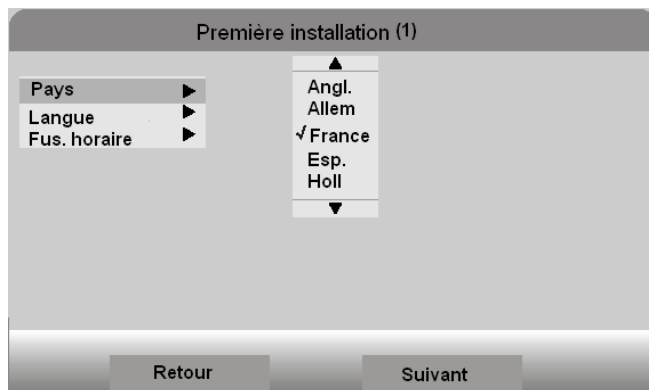 Première installation (1)
Pays
Langue
Fus. horaire
Angl.
Allem
√ France
Esp.
Holl
Retour
Suivant